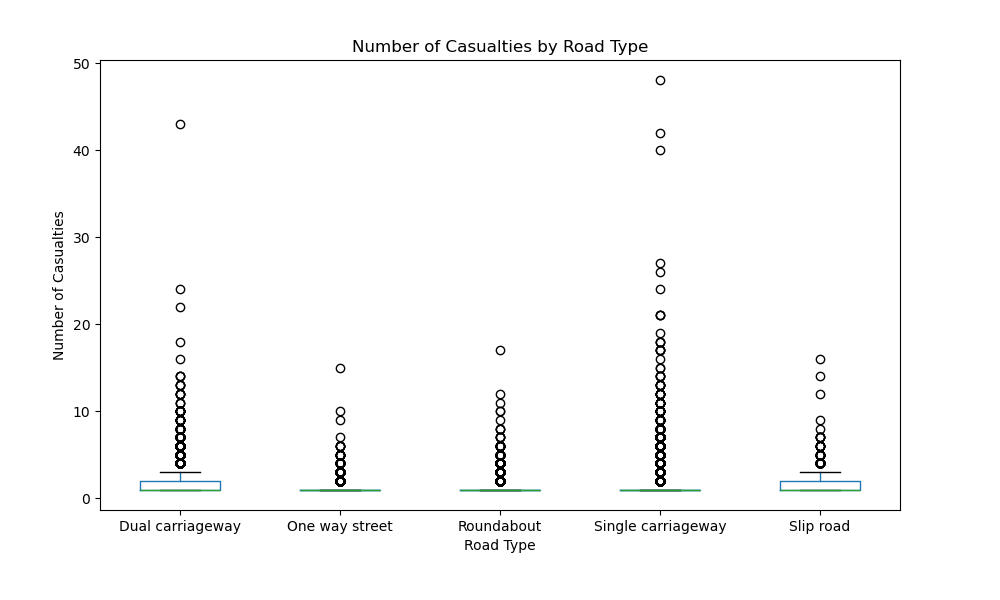 Number of Casualties by Road Type
50
40
30
20
10
0
Number of Casualties
Dual carriageway
One way street
Roundabout
Single carriageway
Slip road
Road Type